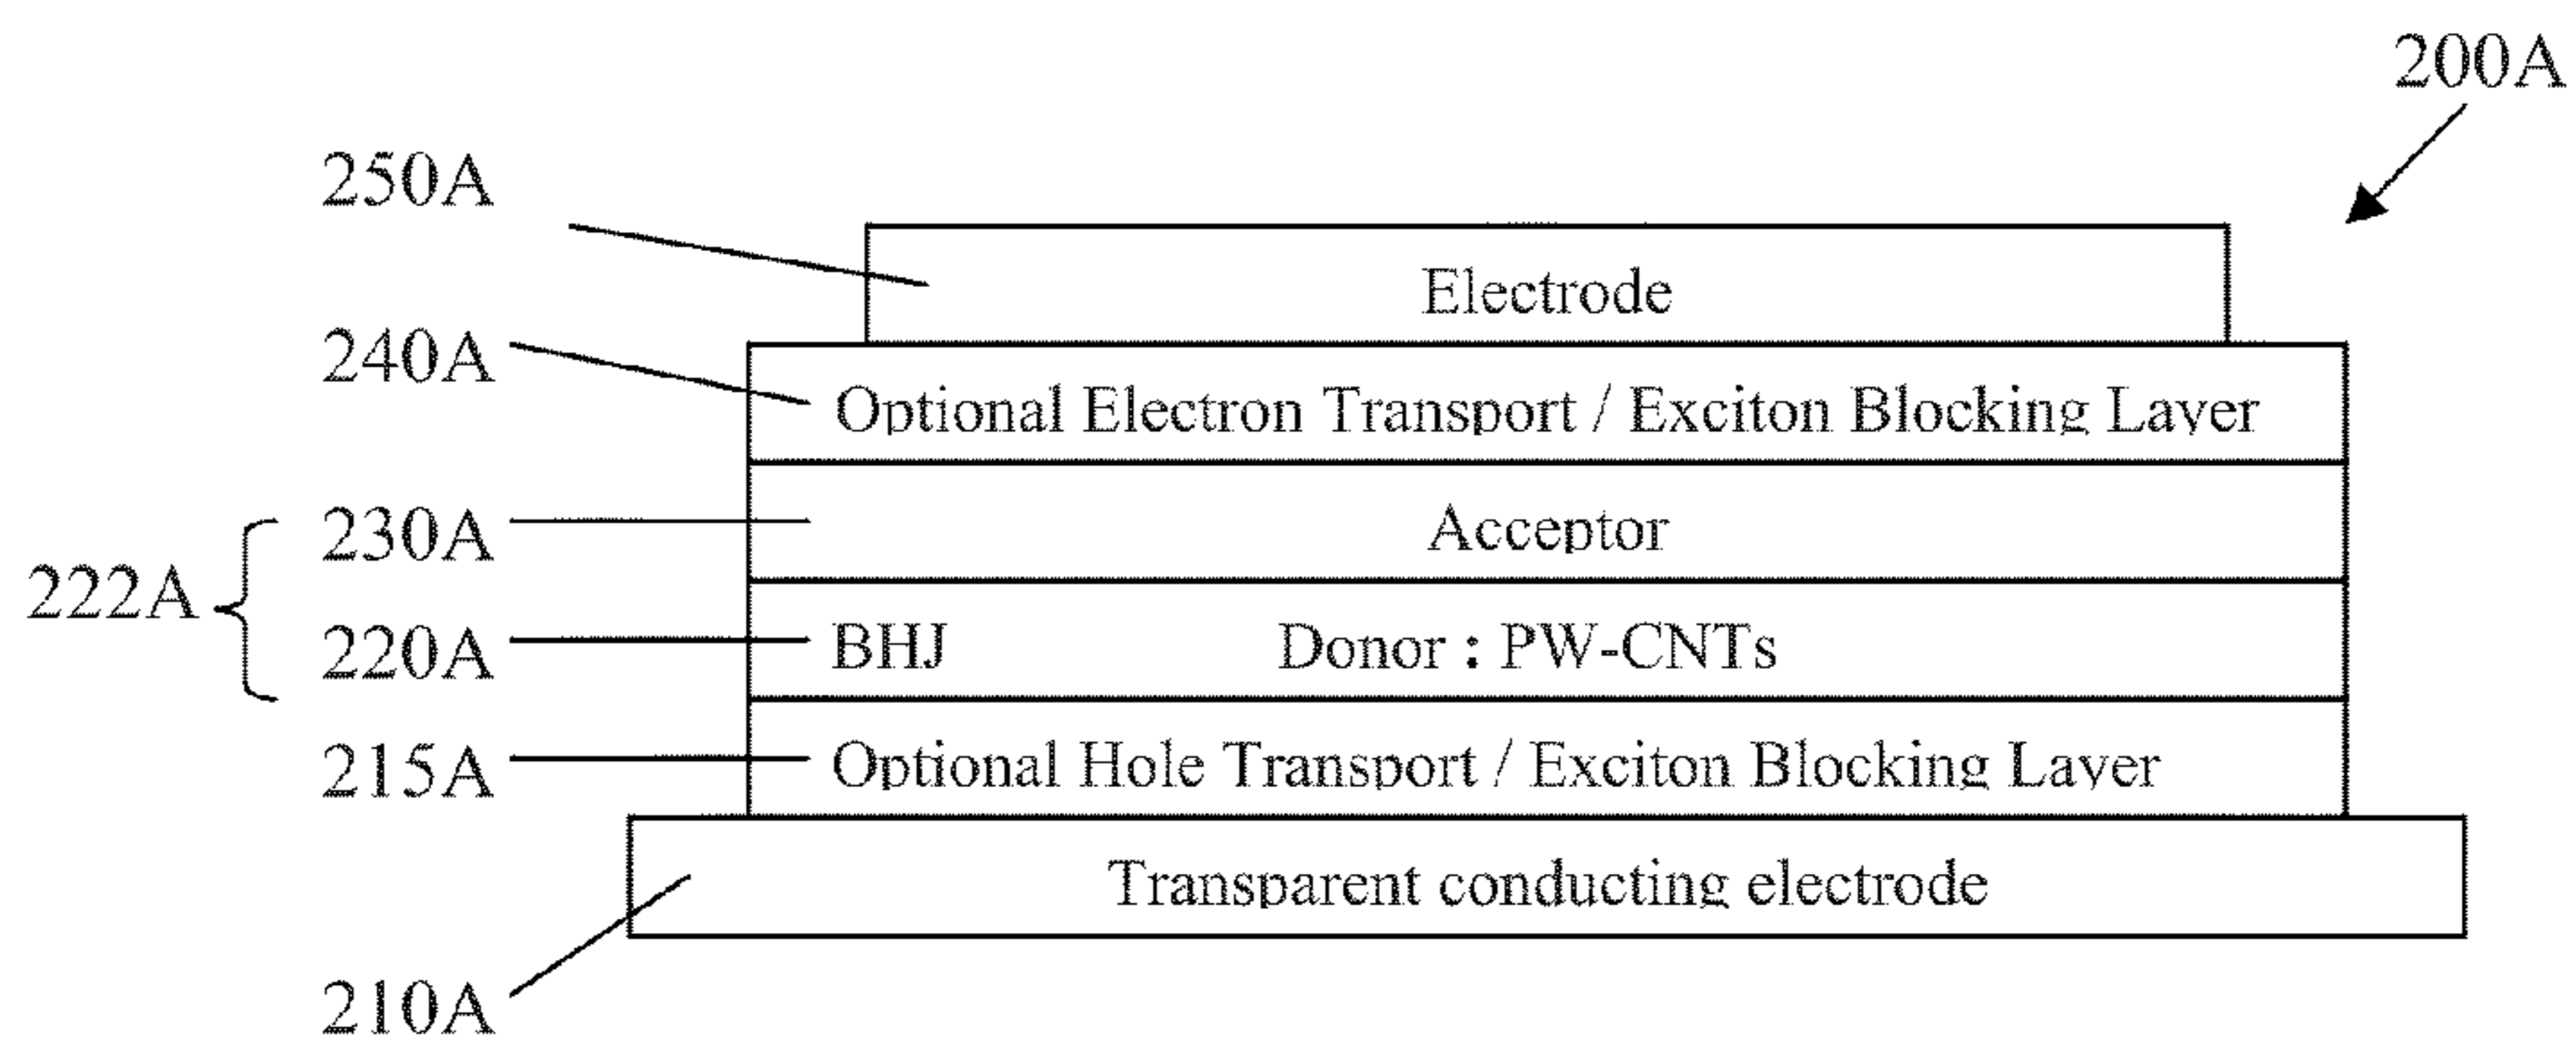 200A
250A
Electrode
240A
Optional Electron Transport / Exciton Blocking Layer
230A
Acceptor
222A
220A
BHJ Donor : PW-CNTs
215A
Optional Hole Transport / Exciton Blocking Layer
Transparent conducting electrode
210A